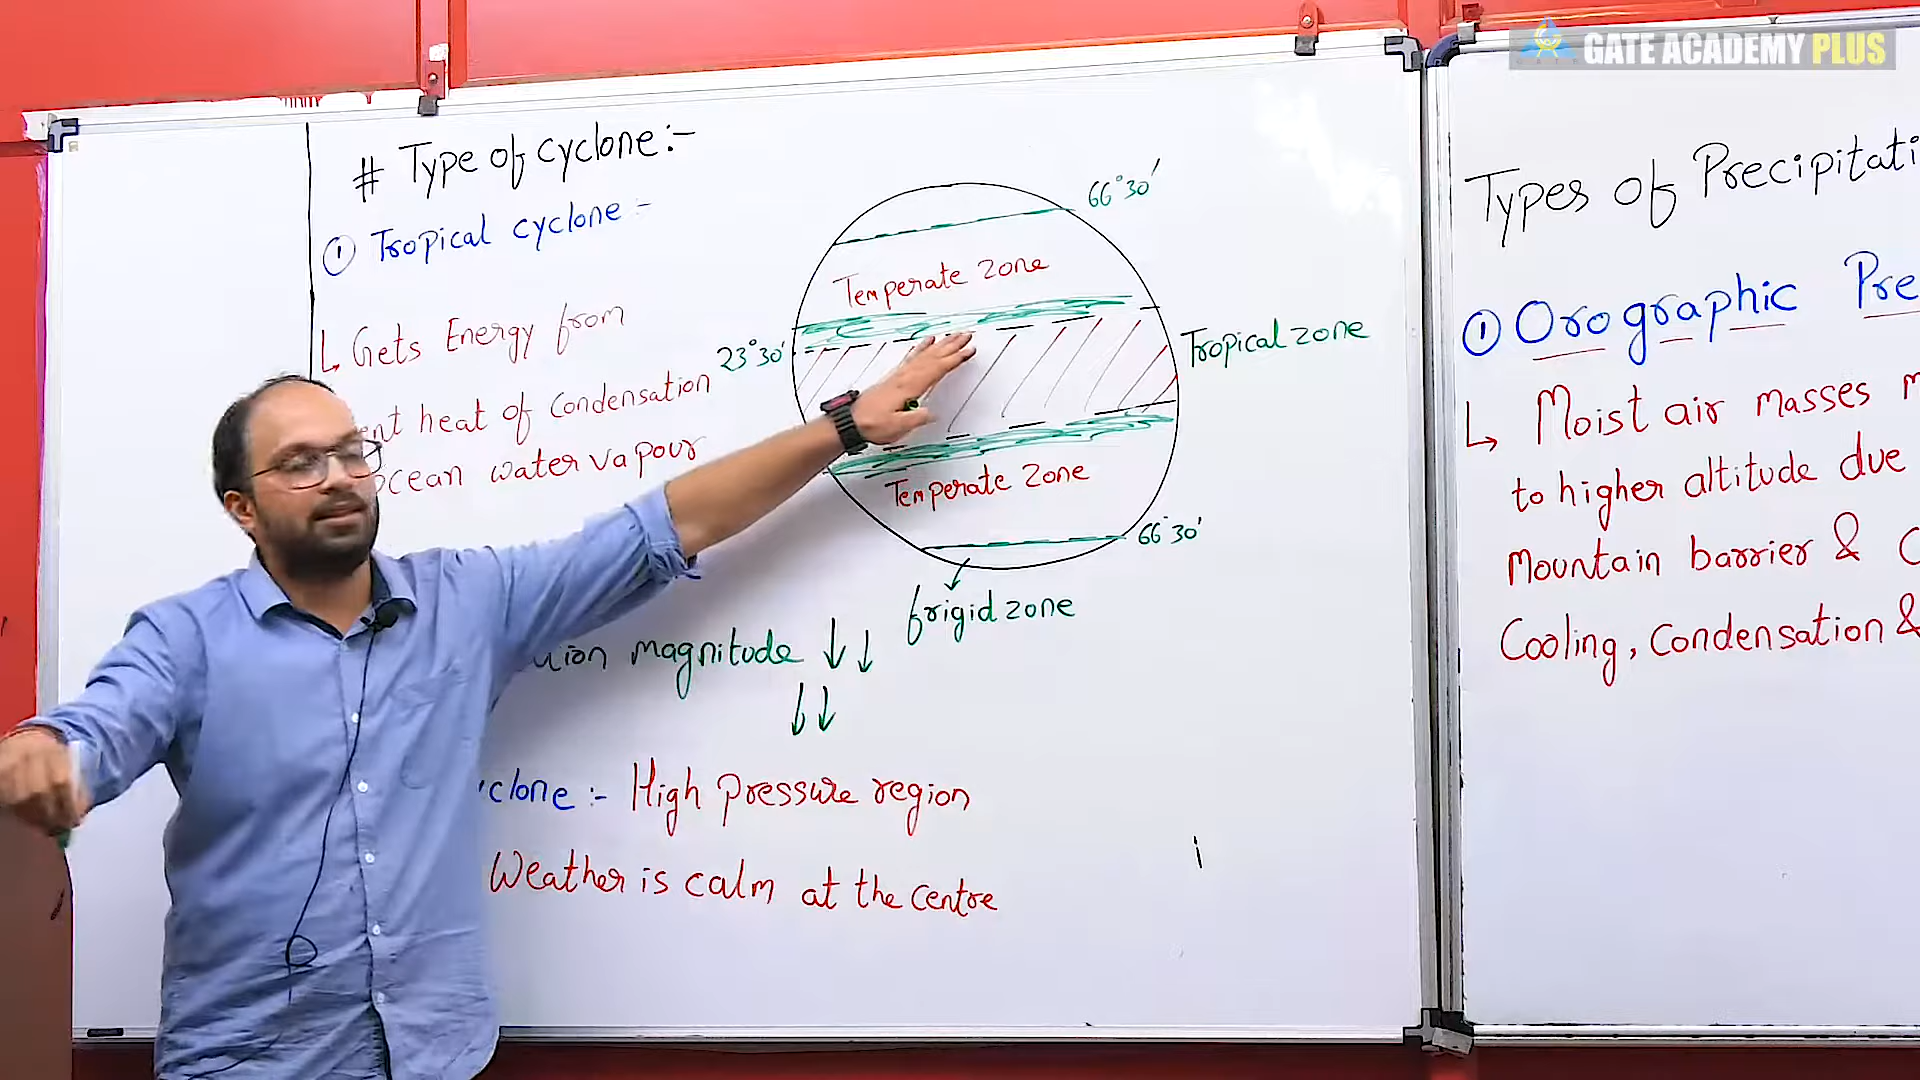 GATE ACADEMY PLUS
# Type of cyclone:-
① Tropical cyclone:-
↳ Gets Energy from
heat of Condensation
ocean water vapour
66°30′
Temperate zone
23°30′
Tropical zone
Temperate zone
66°30′
frigid zone
magnitude ↓↓
↓↓
High pressure region
Weather is calm at the centre
Types of
① Orographic
↳ Moist air masses
to higher altitude due
Mountain barrier &
Cooling, Condensation &